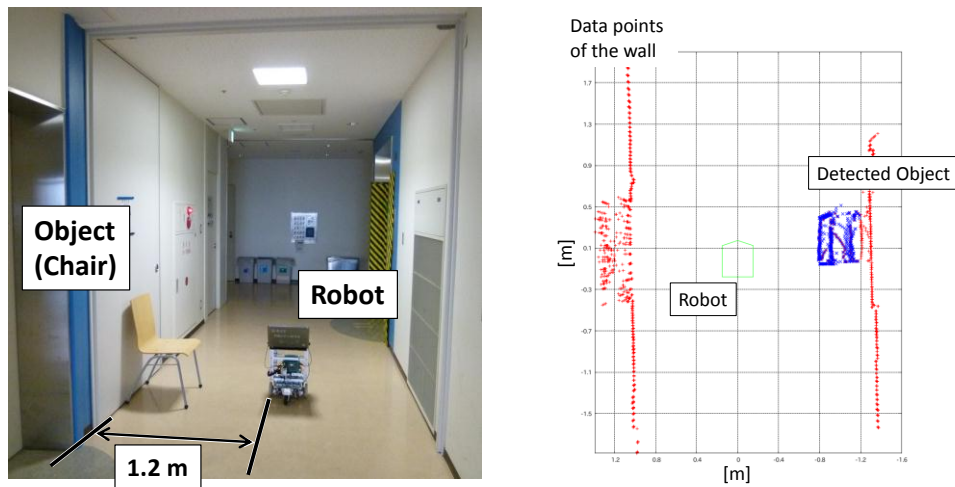 Object
(Chair)
Robot
1.2 m
Data points
of the wall
1.7
1.3
0.9
0.5
0.1
-0.3
-0.7
-1.1
-1.5
[m]
Detected Object
Robot
1.2 0.8 0.4 0 -0.4 -0.8 -1.2 -1.6
[m]